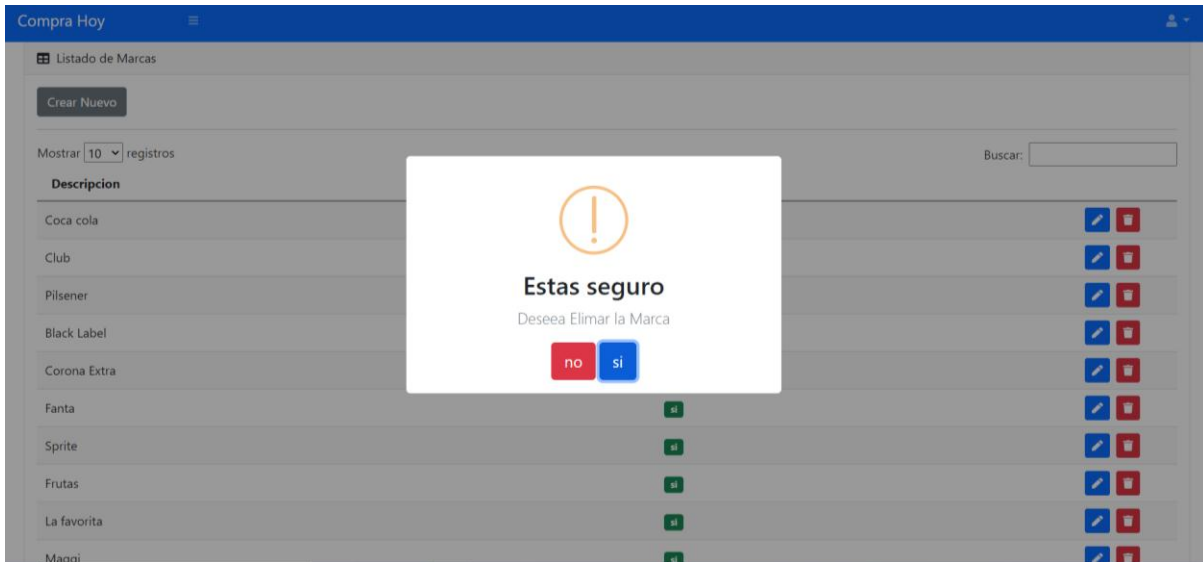 Compra Hoy
Listado de Marcas
Crear Nuevo
Mostrar 10 registros
Buscar:
Descripcion
Coca cola
Club
Pilsener
Black Label
Corona Extra
Estas seguro
Deseea Elimar la Marca
no si
Fanta si
Sprite si
Frutas si
La favorita si
Maggi si